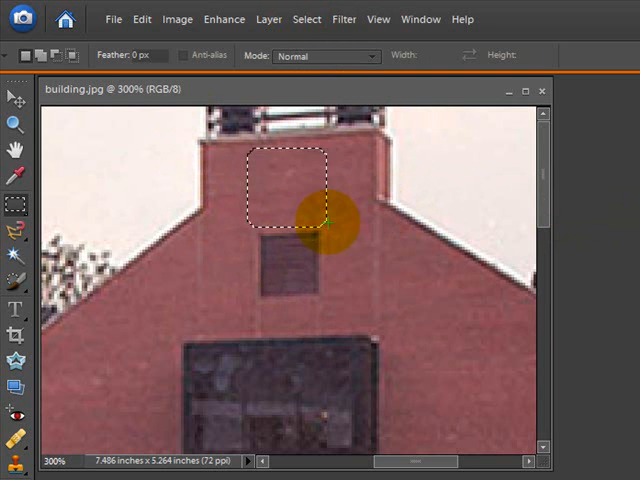 File Edit Image Enhance Layer Select Filter View Window Help
Feather: 0 px Anti-alias Mode: Normal Width: Height:
building.jpg @ 300% (RGB/8)
T
300% 7.486 inches x 5.264 inches (72 ppi)